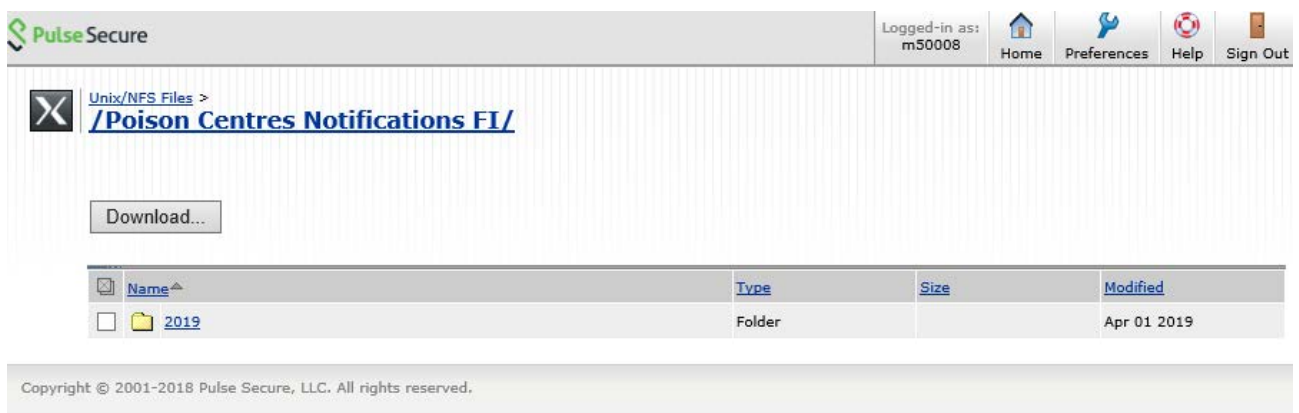 Pulse Secure
Logged-in as:
m50008
Home
Preferences
Help
Sign Out
Unix/NFS Files >
/Poison Centres Notifications FI/
Download...
Name
Type
Size
Modified
2019
Folder
Apr 01 2019
Copyright © 2001-2018 Pulse Secure, LLC. All rights reserved.